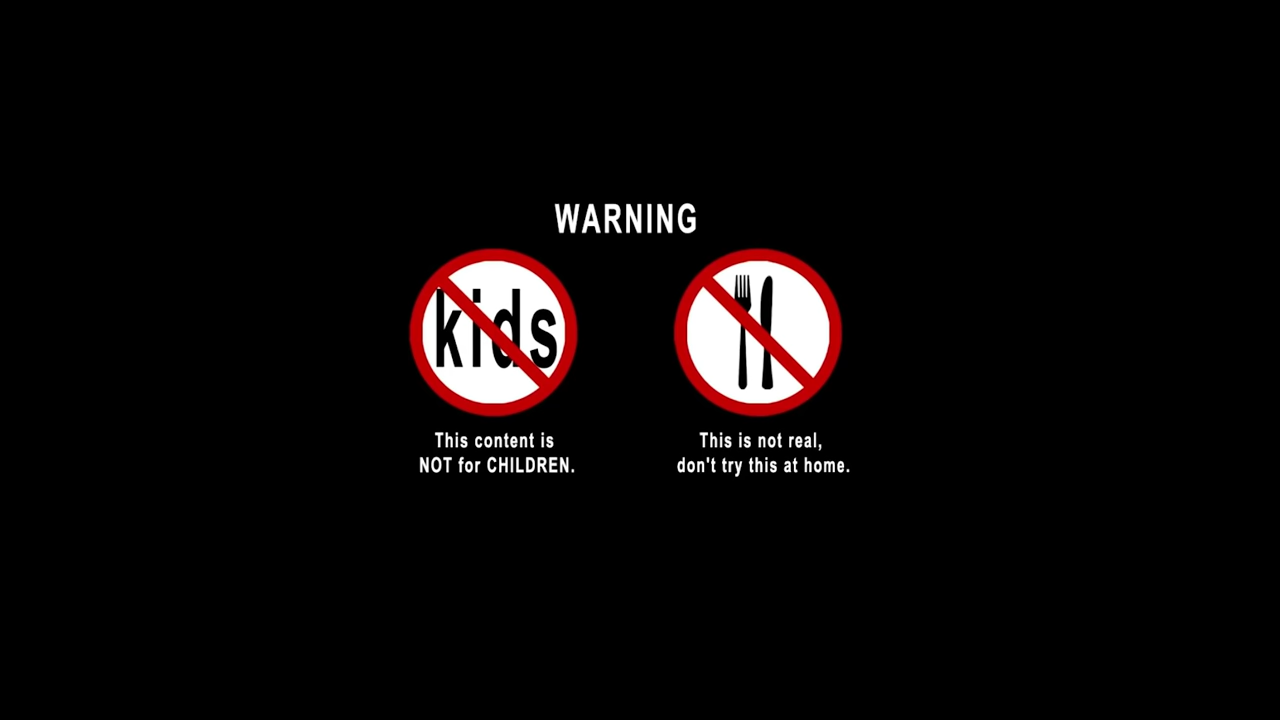 WARNING
kids
This content is
NOT for CHILDREN.
This is not real,
don't try this at home.